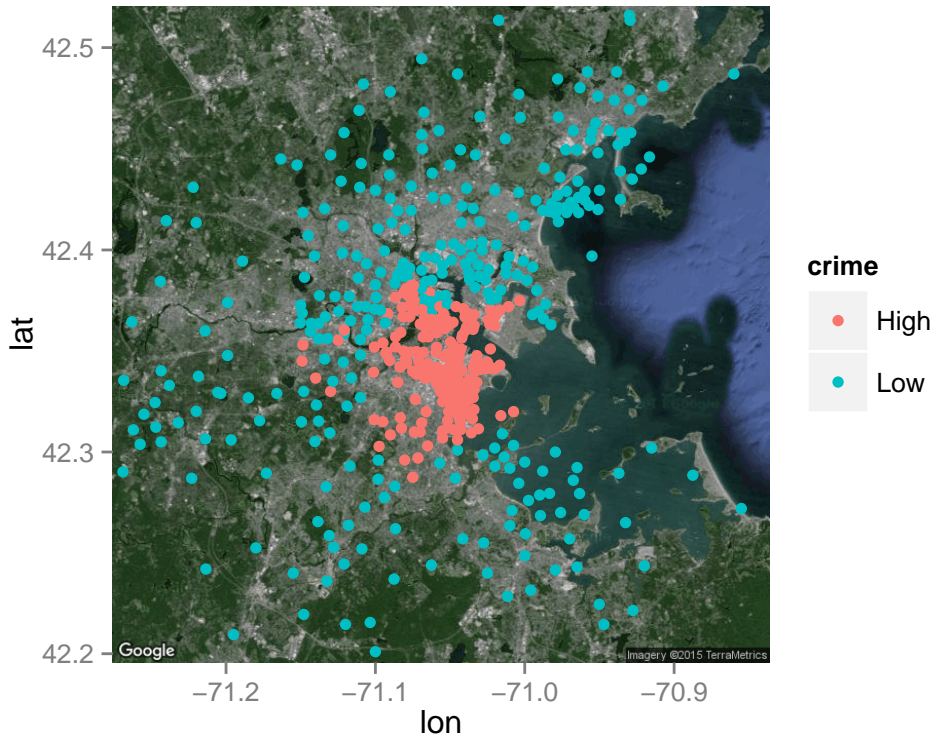 42.5
42.4
42.3
42.2
lat
−71.2
−71.1
−71.0
−70.9
lon
crime
High
Low
Google
Imagery ©2015 TerraMetrics